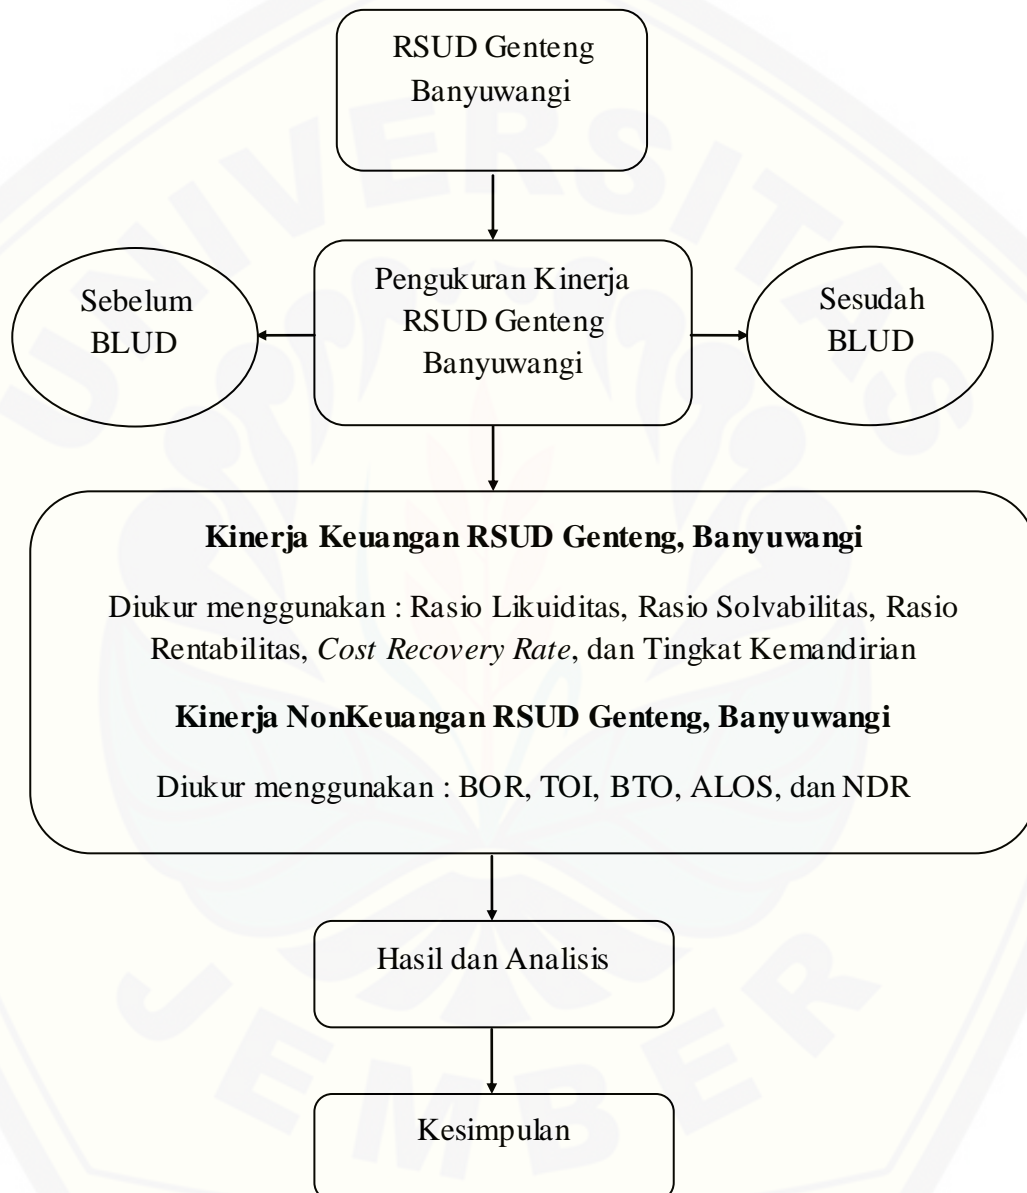 RSUD Genteng
Banyuwangi
Pengukuran Kinerja
RSUD Genteng
Banyuwangi
Sebelum
BLUD
Sesudah
BLUD
Kinerja Keuangan RSUD Genteng, Banyuwangi
Diukur menggunakan : Rasio Likuiditas, Rasio Solvabilitas, Rasio
Rentabilitas, Cost Recovery Rate, dan Tingkat Kemandirian
Kinerja NonKeuangan RSUD Genteng, Banyuwangi
Diukur menggunakan : BOR, TOI, BTO, ALOS, dan NDR
Hasil dan Analisis
Kesimpulan
UNIVERSITAS
JEMBER